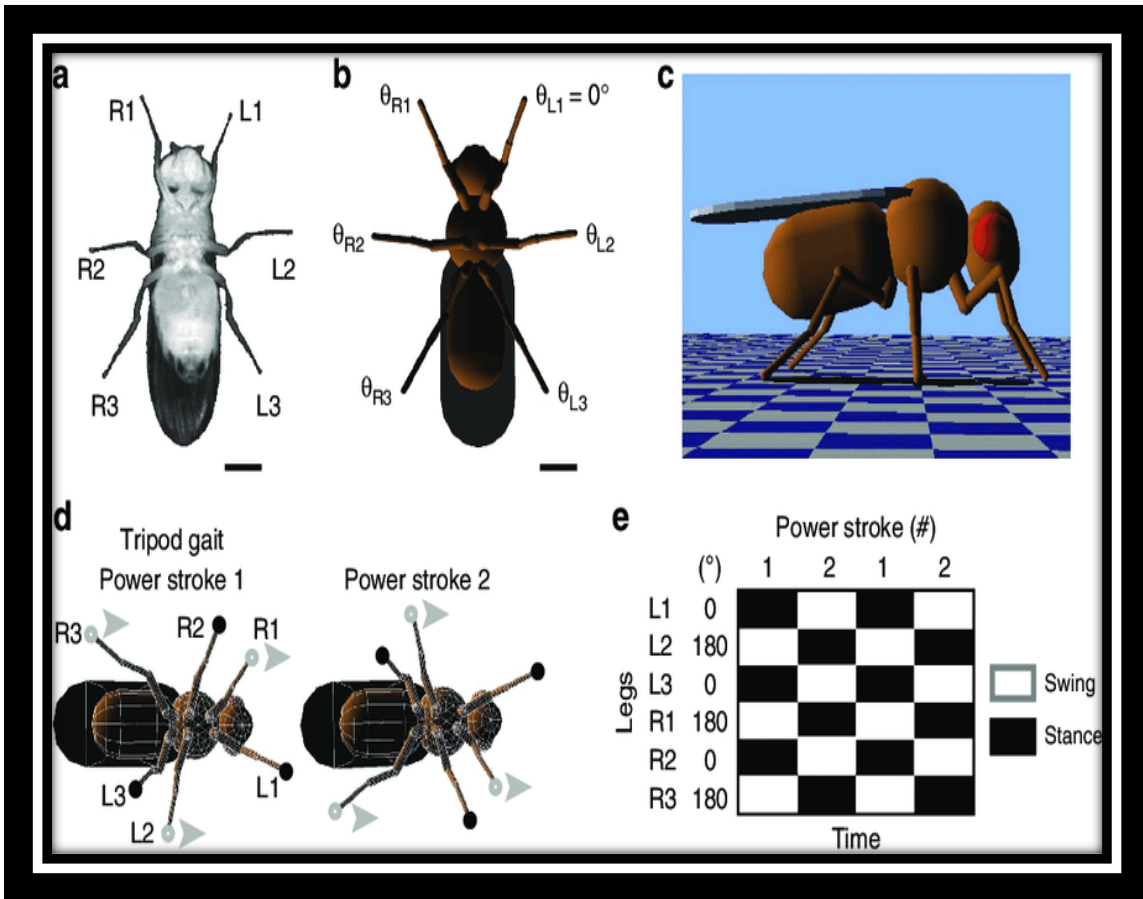 a
R1
L1
R2
L2
R3
L3
b
θR1
θL1 = 0°
θR2
θL2
θR3
θL3
c
d
Tripod gait
Power stroke 1
Power stroke 2
R3
R2
R1
L3
L2
L1
e
Power stroke (#)
(°) 1 2 1 2
Legs
L1 0
L2 180
L3 0
R1 180
R2 0
R3 180
Time
Swing
Stance